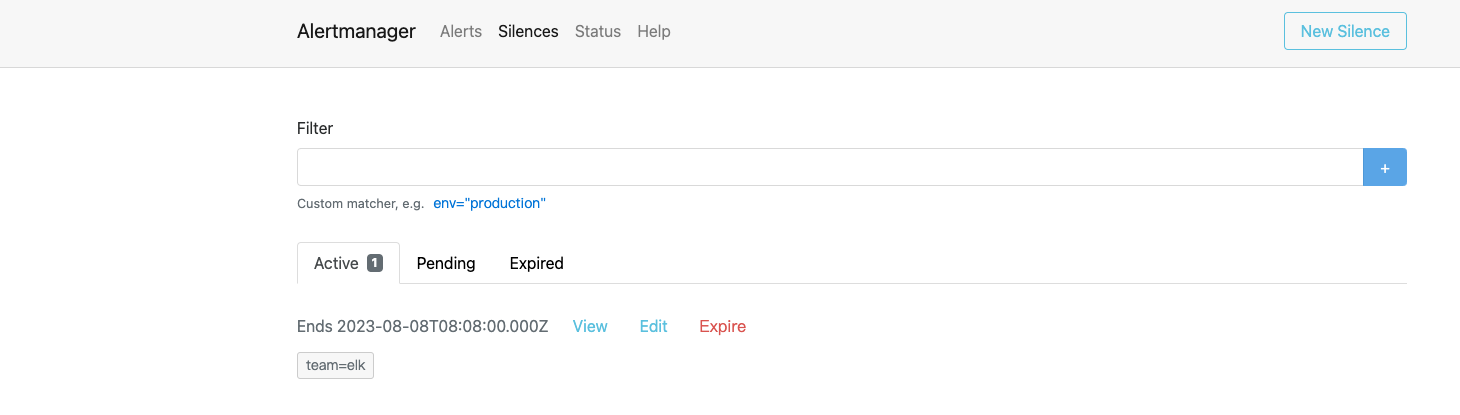 Alertmanager Alerts Silences Status Help New Silence
Filter
+
Custom matcher, e.g. env="production"
Active 1 Pending Expired
Ends 2023-08-08T08:08:00.000Z View Edit Expire
team=elk